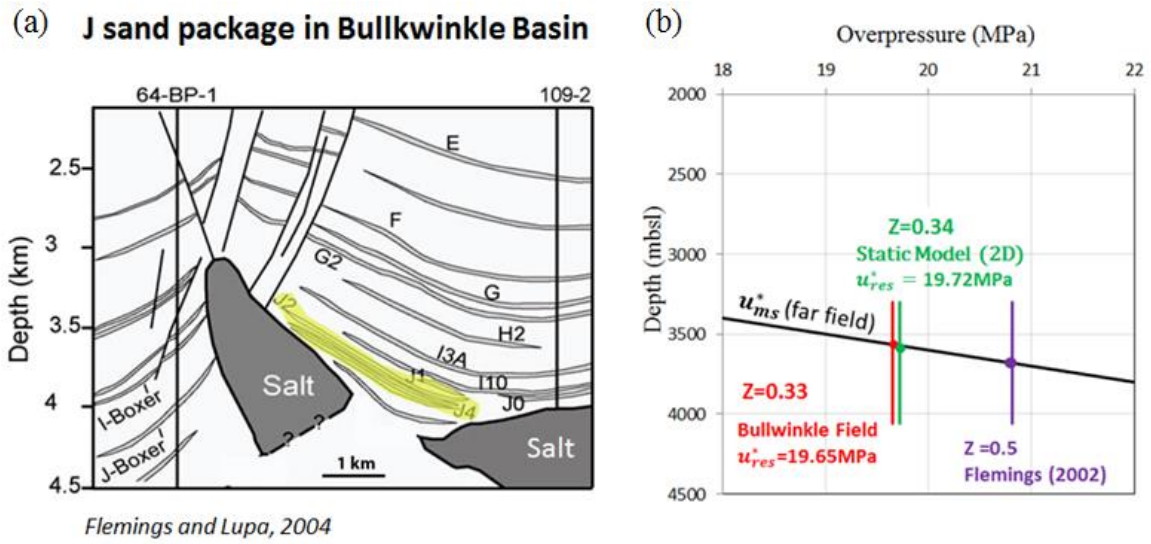 (a) J sand package in Bullkwinkle Basin
64-BP-1
109-2
Depth (km)
2.5
3
3.5
4
4.5
E
F
G2
G
H2
J2
I3A
J1
I10
J0
J4
Salt
Salt
? ?
I-Boxer
J-Boxer
1 km
Flemings and Lupa, 2004
(b)
Overpressure (MPa)
18 19 20 21 22
Depth (mbsl)
2000
2500
3000
3500
4000
4500
Z=0.34
Static Model (2D)
u*res = 19.72MPa
u*ms (far field)
Z=0.33
Bullwinkle Field
u*res=19.65MPa
Z =0.5
Flemings (2002)